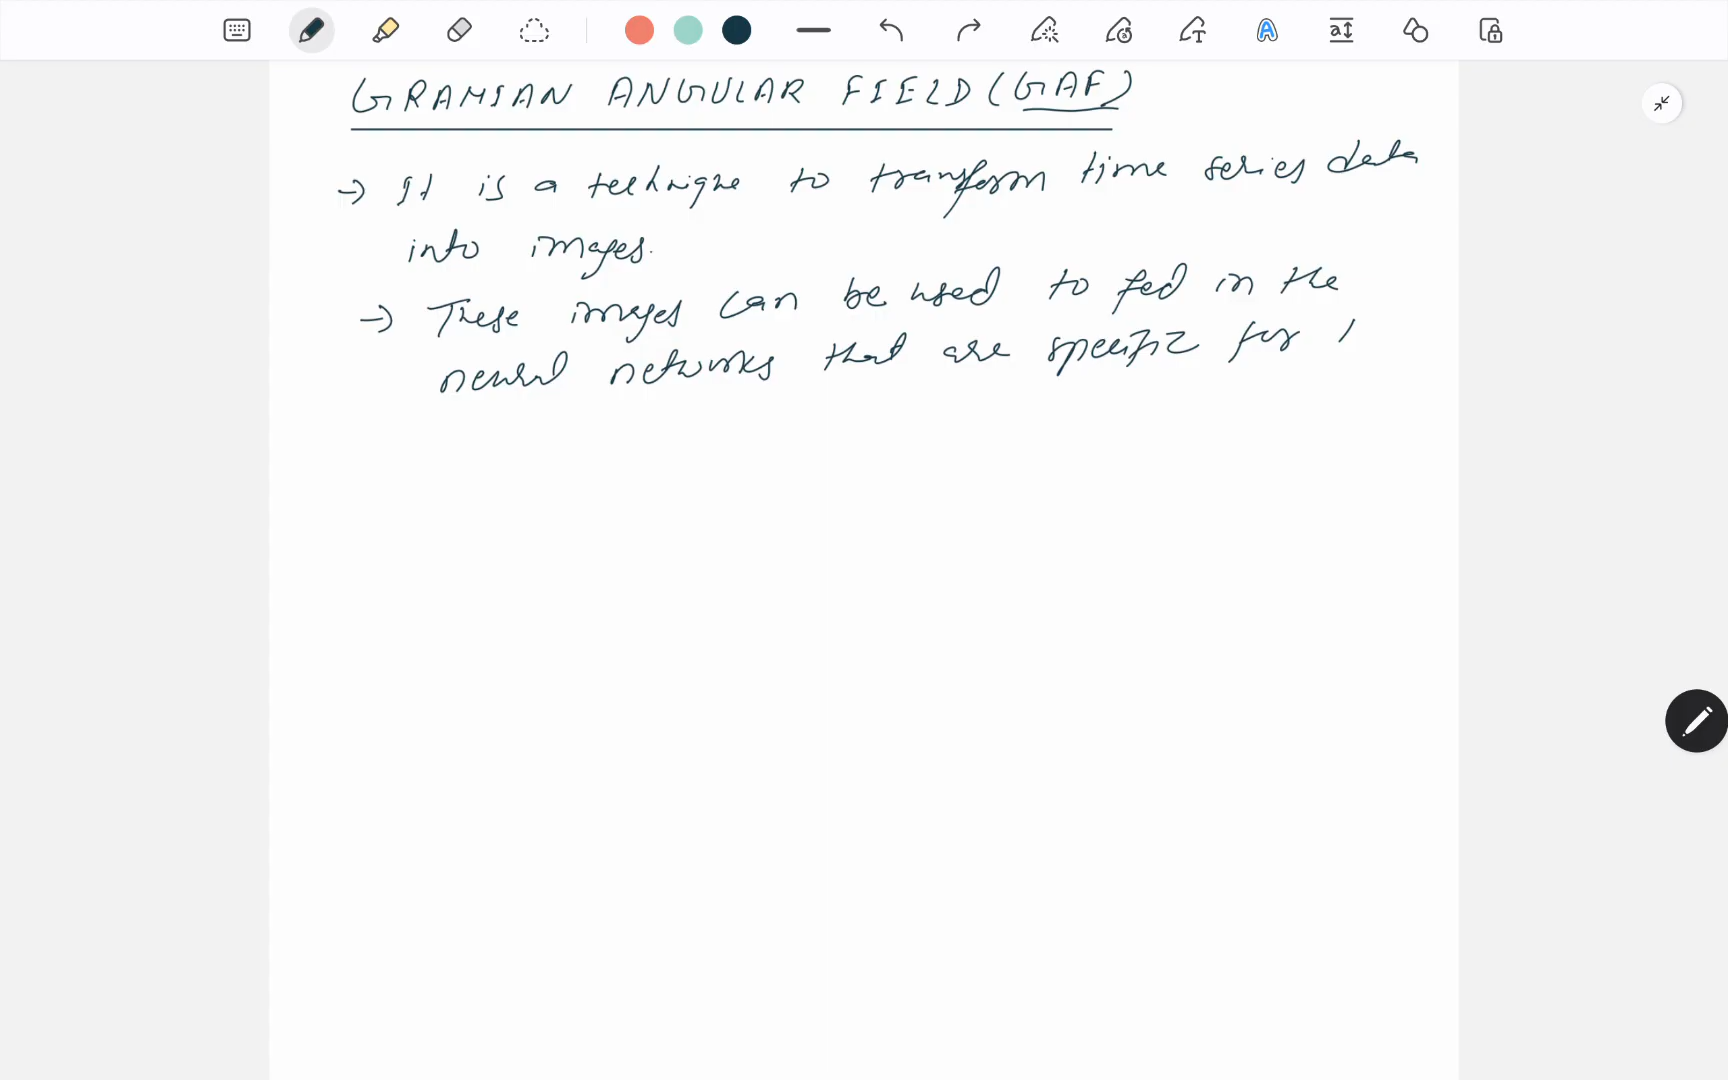 GRAMIAN ANGULAR FIELD (GAF)
→ It is a technique to transform time series data
into images.
→ These images can be used to fed in the
neural networks that are specific for